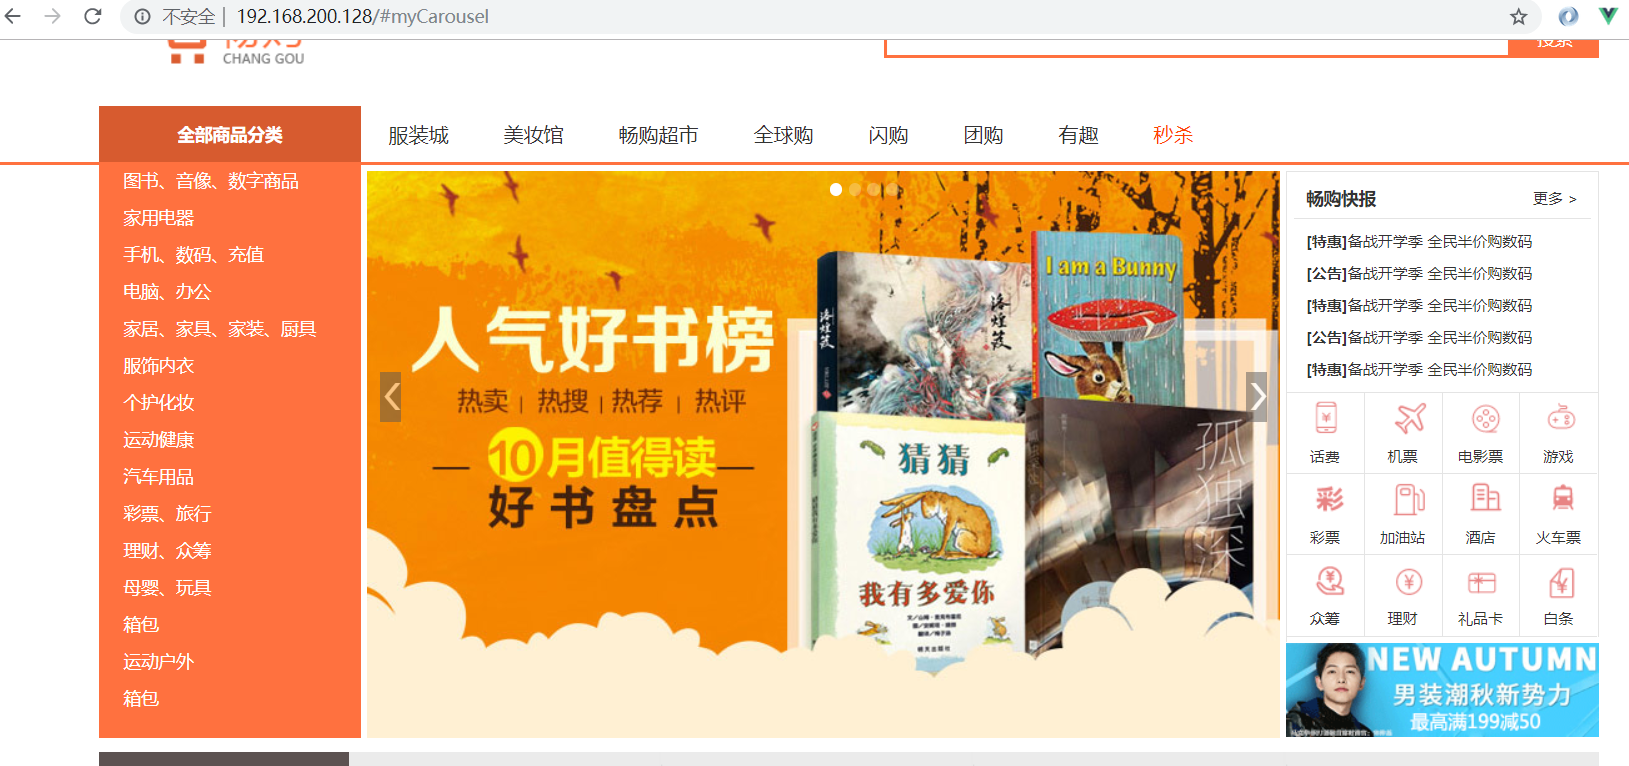 不安全 | 192.168.200.128/#myCarousel
畅购
搜索
CHANG GOU
全部商品分类
服装城 美妆馆 畅购超市 全球购 闪购 团购 有趣 秒杀
图书、音像、数字商品
家用电器
手机、数码、充值
电脑、办公
家居、家具、家装、厨具
服饰内衣
个护化妆
运动健康
汽车用品
彩票、旅行
理财、众筹
母婴、玩具
箱包
运动户外
箱包
人气好书榜
热卖 | 热搜 | 热荐 | 热评
10月值得读
好书盘点
洛煌笈
洛煌笈
I am a Bunny
猜猜
我有多爱你
明天出版社
孤独深
畅购快报 更多 >
[特惠]备战开学季 全民半价购数码
[公告]备战开学季 全民半价购数码
[特惠]备战开学季 全民半价购数码
[公告]备战开学季 全民半价购数码
[特惠]备战开学季 全民半价购数码
话费 机票 电影票 游戏
彩
彩票 加油站 酒店 火车票
众筹 理财 礼品卡 白条
NEW AUTUMN
男装潮秋新势力
最高满199减50